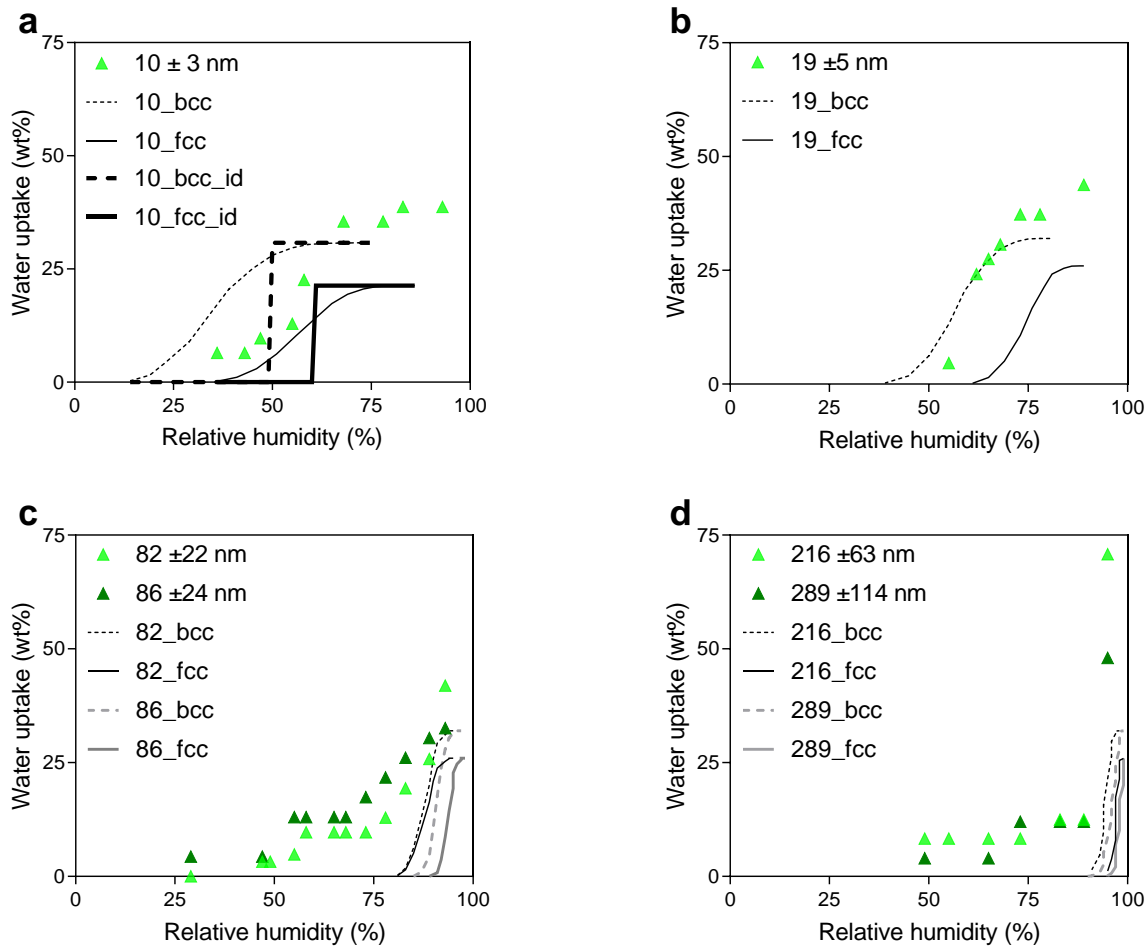 a
75
50
25
0
0
25
50
75
100
Water uptake (wt%)
Relative humidity (%)
10 ± 3 nm
10_bcc
10_fcc
10_bcc_id
10_fcc_id
b
75
50
25
0
0
25
50
75
100
Water uptake (wt%)
Relative humidity (%)
19 ±5 nm
19_bcc
19_fcc
c
75
50
25
0
0
25
50
75
100
Water uptake (wt%)
Relative humidity (%)
82 ±22 nm
86 ±24 nm
82_bcc
82_fcc
86_bcc
86_fcc
d
75
50
25
0
0
25
50
75
100
Water uptake (wt%)
Relative humidity (%)
216 ±63 nm
289 ±114 nm
216_bcc
216_fcc
289_bcc
289_fcc